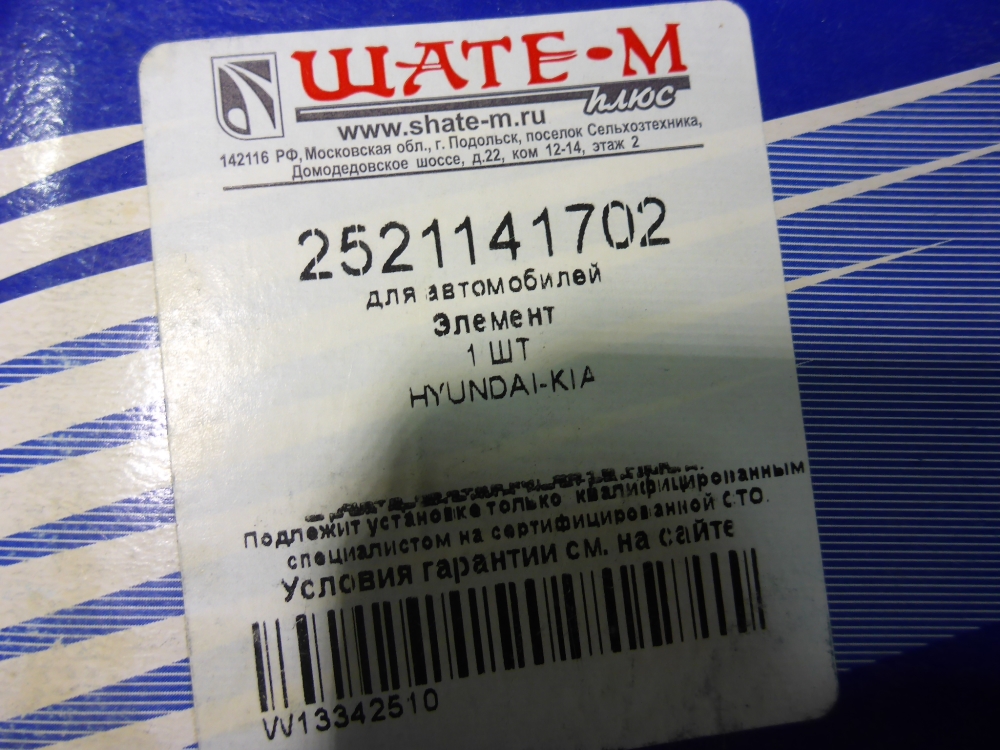 ШАТЕ-М
плюс
www.shate-m.ru
142116 РФ, Московская обл., г. Подольск, поселок Сельхозтехника,
Домодедовское шоссе, д.22, ком 12-14, этаж 2
2521141702
для автомобилей
Элемент
1 ШТ
HYUNDAI-KIA
Подлежит установке только квалифицированным
специалистом на сертифицированной СТО.
Условия гарантии см. на сайте
VV13342510